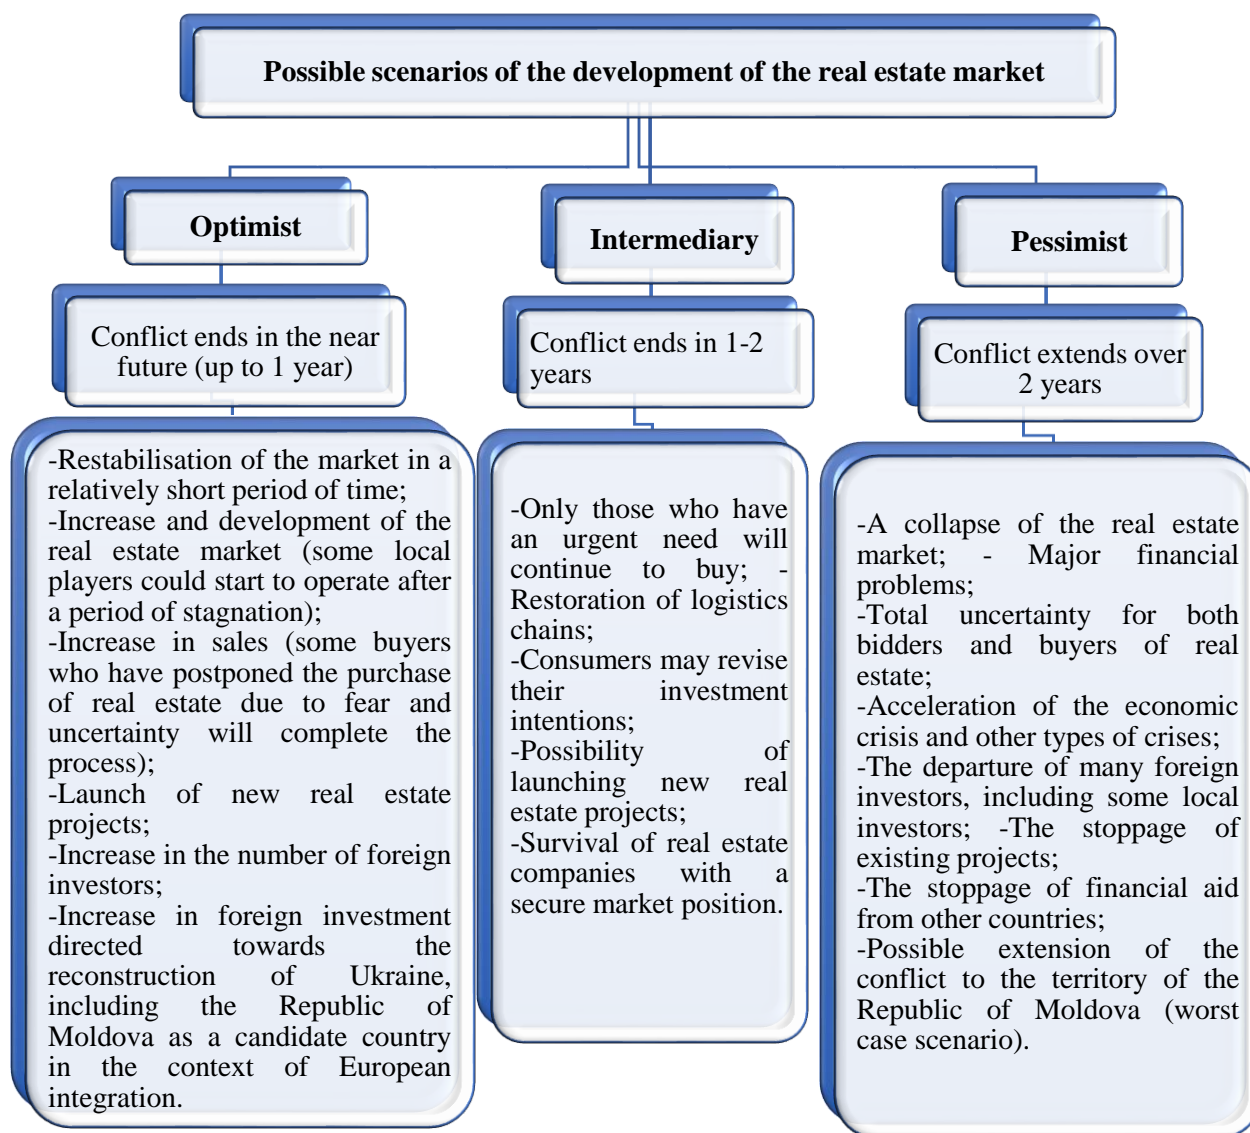 Possible scenarios of the development of the real estate market
Optimist
Conflict ends in the near
future (up to 1 year)
-Restabilisation of the market in a
relatively short period of time;
-Increase and development of the
real estate market (some local
players could start to operate after
a period of stagnation);
-Increase in sales (some buyers
who have postponed the purchase
of real estate due to fear and
uncertainty will complete the
process);
-Launch of new real estate
projects;
-Increase in the number of foreign
investors;
-Increase in foreign investment
directed towards the
reconstruction of Ukraine,
including the Republic of
Moldova as a candidate country
in the context of European
integration.
Intermediary
Conflict ends in 1-2
years
-Only those who have
an urgent need will
continue to buy; -
Restoration of logistics
chains;
-Consumers may revise
their investment
intentions;
-Possibility of
launching new real
estate projects;
-Survival of real estate
companies with a
secure market position.
Pessimist
Conflict extends over
2 years
-A collapse of the real estate
market; - Major financial
problems;
-Total uncertainty for both
bidders and buyers of real
estate;
-Acceleration of the economic
crisis and other types of crises;
-The departure of many foreign
investors, including some local
investors; -The stoppage of
existing projects;
-The stoppage of financial aid
from other countries;
-Possible extension of the
conflict to the territory of the
Republic of Moldova (worst
case scenario).